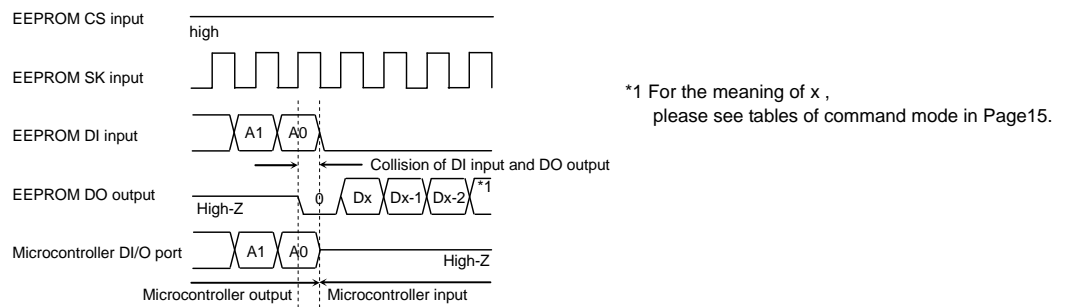 EEPROM CS input
high
EEPROM SK input
*1 For the meaning of x ,
please see tables of command mode in Page15.
EEPROM DI input
A1
A0
Collision of DI input and DO output
EEPROM DO output
High-Z
0
Dx
Dx-1
Dx-2
*1
Microcontroller DI/O port
A1
A0
High-Z
Microcontroller output
Microcontroller input